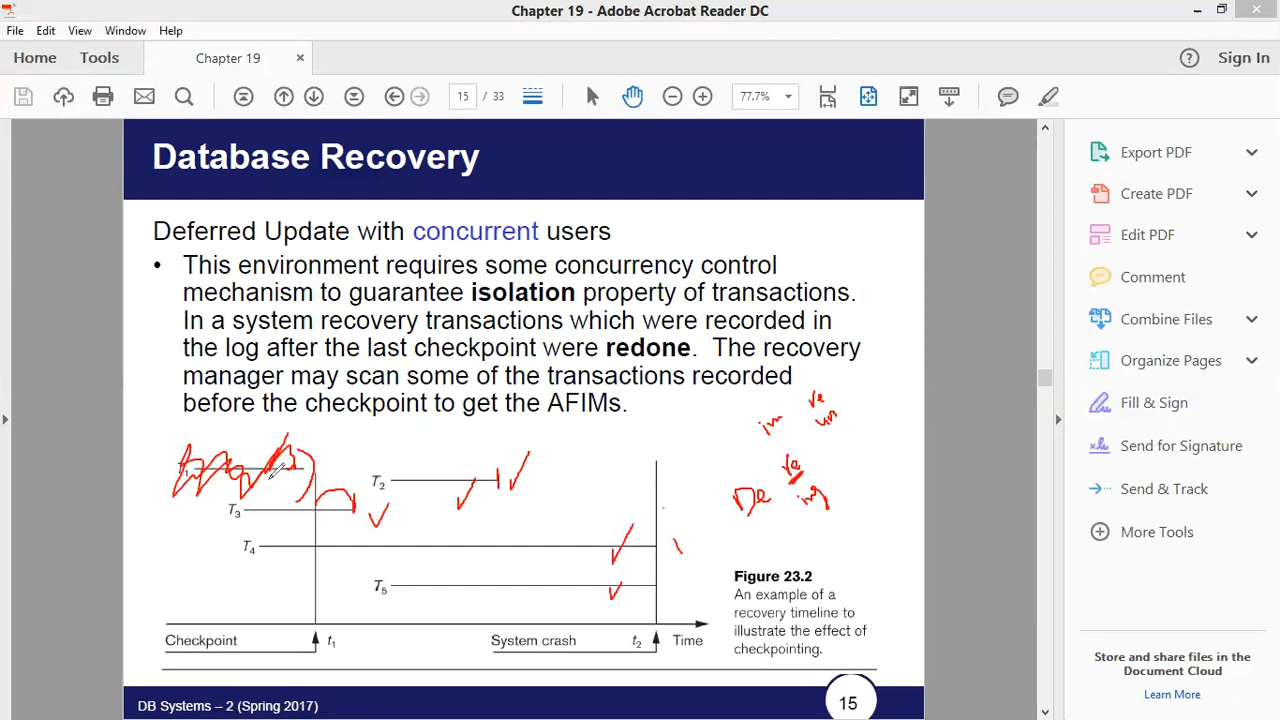 Chapter 19 - Adobe Acrobat Reader DC
File Edit View Window Help
Home Tools Chapter 19 × Sign In
15 / 33 77.7%
Database Recovery
Deferred Update with concurrent users
• This environment requires some concurrency control
mechanism to guarantee isolation property of transactions.
In a system recovery transactions which were recorded in
the log after the last checkpoint were redone. The recovery
manager may scan some of the transactions recorded
before the checkpoint to get the AFIMs.
T2
T3
T4
T5
Checkpoint t1 System crash t2 Time
Figure 23.2
An example of a
recovery timeline to
illustrate the effect of
checkpointing.
DB Systems – 2 (Spring 2017) 15
Export PDF
Create PDF
Edit PDF
Comment
Combine Files
Organize Pages
Fill & Sign
Send for Signature
Send & Track
More Tools
Store and share files in the
Document Cloud
Learn More